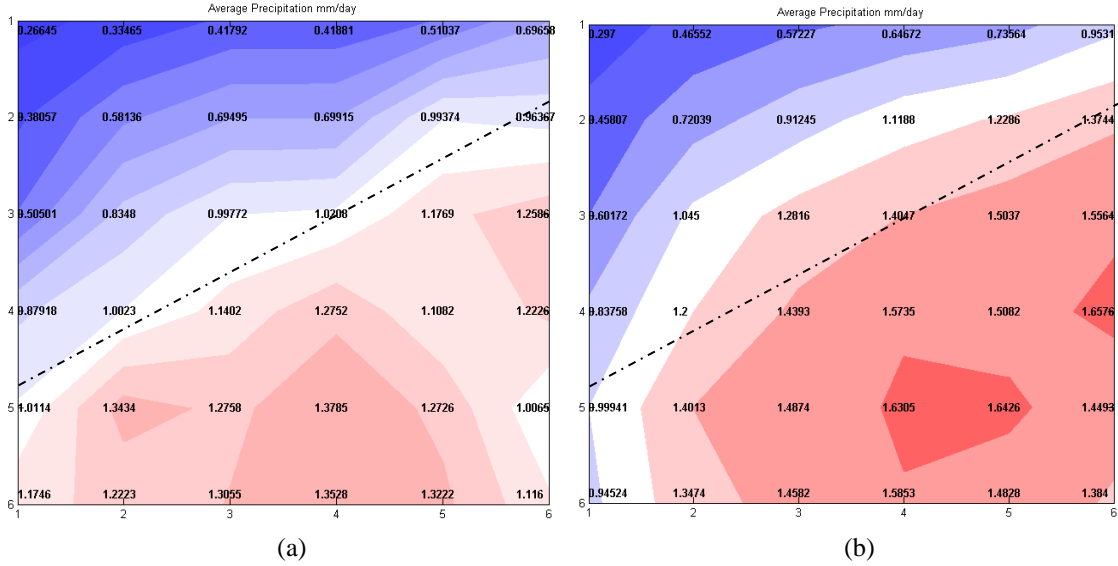 Average Precipitation mm/day
1
0.26645 0.33465 0.41792 0.41881 0.51037 0.69658
2
0.38057 0.58136 0.69495 0.69915 0.99374 0.96367
3
0.50501 0.8348 0.99772 1.0208 1.1769 1.2586
4
0.87918 1.0023 1.1402 1.2752 1.1082 1.2226
5
1.0114 1.3434 1.2758 1.3785 1.2726 1.0065
6
1.1746 1.2223 1.3055 1.3528 1.3222 1.116
1 2 3 4 5 6
(a)
Average Precipitation mm/day
1
0.297 0.46552 0.57227 0.64672 0.73564 0.9531
2
0.45807 0.72039 0.91245 1.1188 1.2286 1.3744
3
0.60172 1.045 1.2816 1.4047 1.5037 1.5564
4
0.83758 1.2 1.4393 1.5735 1.5082 1.6576
5
0.99941 1.4013 1.4874 1.6305 1.6426 1.4493
6
0.94524 1.3474 1.4582 1.5853 1.4828 1.384
1 2 3 4 5 6
(b)